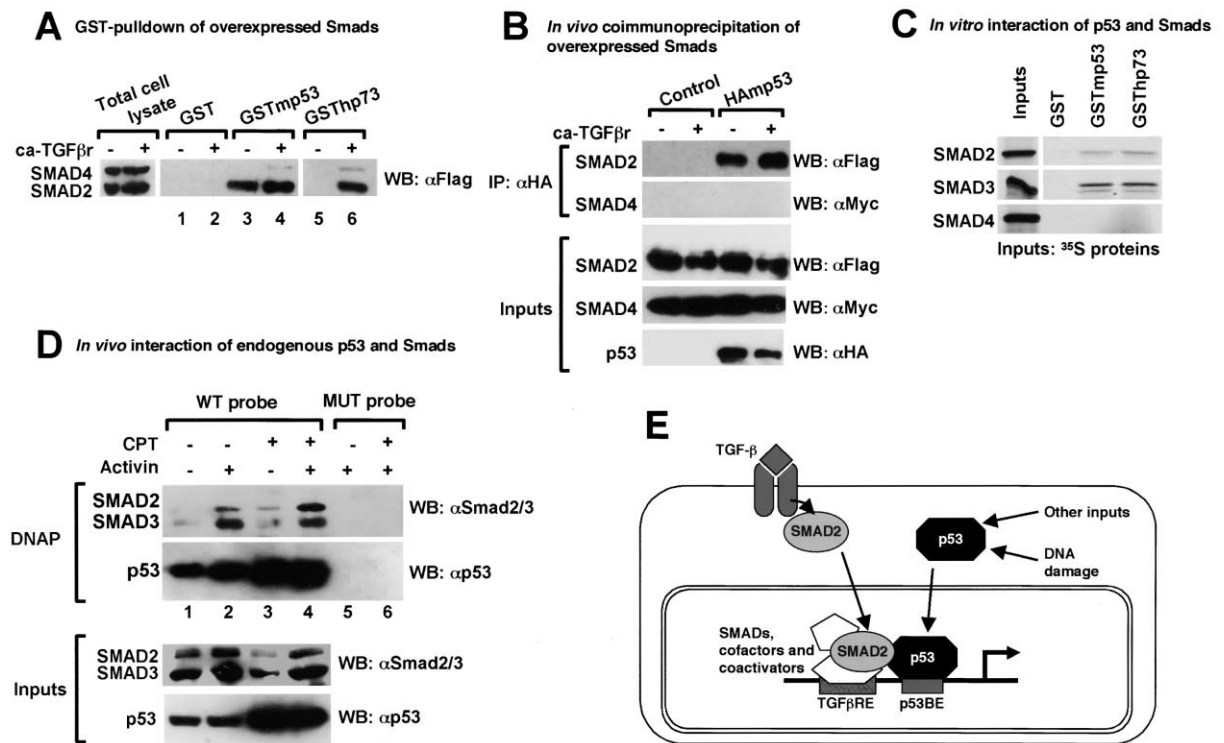 A GST-pulldown of overexpressed Smads
Total cell lysate GST GSTmp53 GSThp73
ca-TGFβr - + - + - + - +
SMAD4
SMAD2
WB: αFlag
1 2 3 4 5 6
B In vivo coimmunoprecipitation of
overexpressed Smads
Control HAmp53
ca-TGFβr - + - +
IP: αHA
SMAD2 WB: αFlag
SMAD4 WB: αMyc
Inputs
SMAD2 WB: αFlag
SMAD4 WB: αMyc
p53 WB: αHA
C In vitro interaction of p53 and Smads
Inputs GST GSTmp53 GSThp73
SMAD2
SMAD3
SMAD4
Inputs: ³⁵S proteins
D In vivo interaction of endogenous p53 and Smads
WT probe MUT probe
CPT - - + + - +
Activin - + - + + +
DNAP
SMAD2
SMAD3
WB: αSmad2/3
p53 WB: αp53
1 2 3 4 5 6
Inputs
SMAD2
SMAD3
WB: αSmad2/3
p53 WB: αp53
E
TGF-β
SMAD2
p53
Other inputs
DNA
damage
SMADs,
cofactors and
coactivators
SMAD2
p53
TGFβRE
p53BE